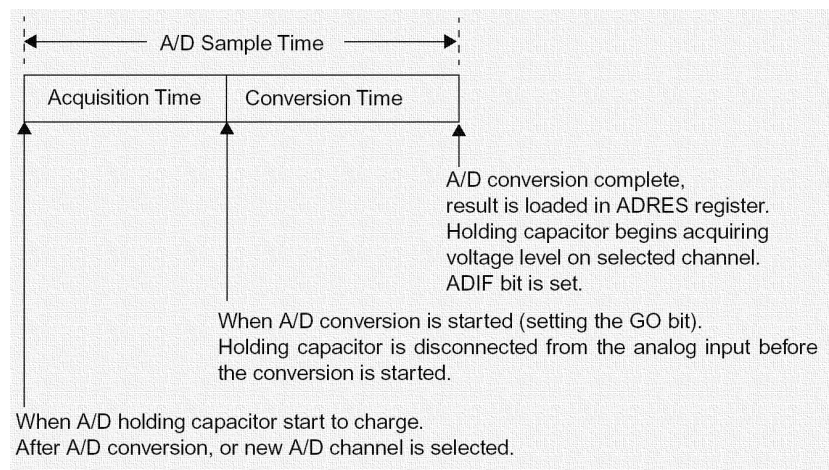 A/D Sample Time
Acquisition Time
Conversion Time
A/D conversion complete,
result is loaded in ADRES register.
Holding capacitor begins acquiring
voltage level on selected channel.
ADIF bit is set.
When A/D conversion is started (setting the GO bit).
Holding capacitor is disconnected from the analog input before
the conversion is started.
When A/D holding capacitor start to charge.
After A/D conversion, or new A/D channel is selected.